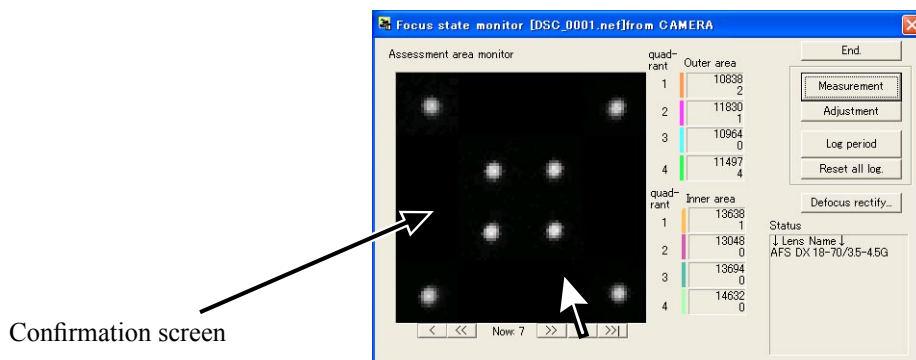 Focus state monitor [DSC_0001.nef]from CAMERA
Assessment area monitor
quad-
rant
Outer area
1
10838
2
2
11830
1
3
10964
0
4
11497
4
quad-
rant
Inner area
1
13638
1
2
13048
0
3
13694
0
4
14632
0
End.
Measurement
Adjustment
Log period
Reset all log.
Defocus rectify...
Status
↓Lens Name↓
AFS DX 18-70/3.5-4.5G
< << Now: 7 >> >>|
Confirmation screen